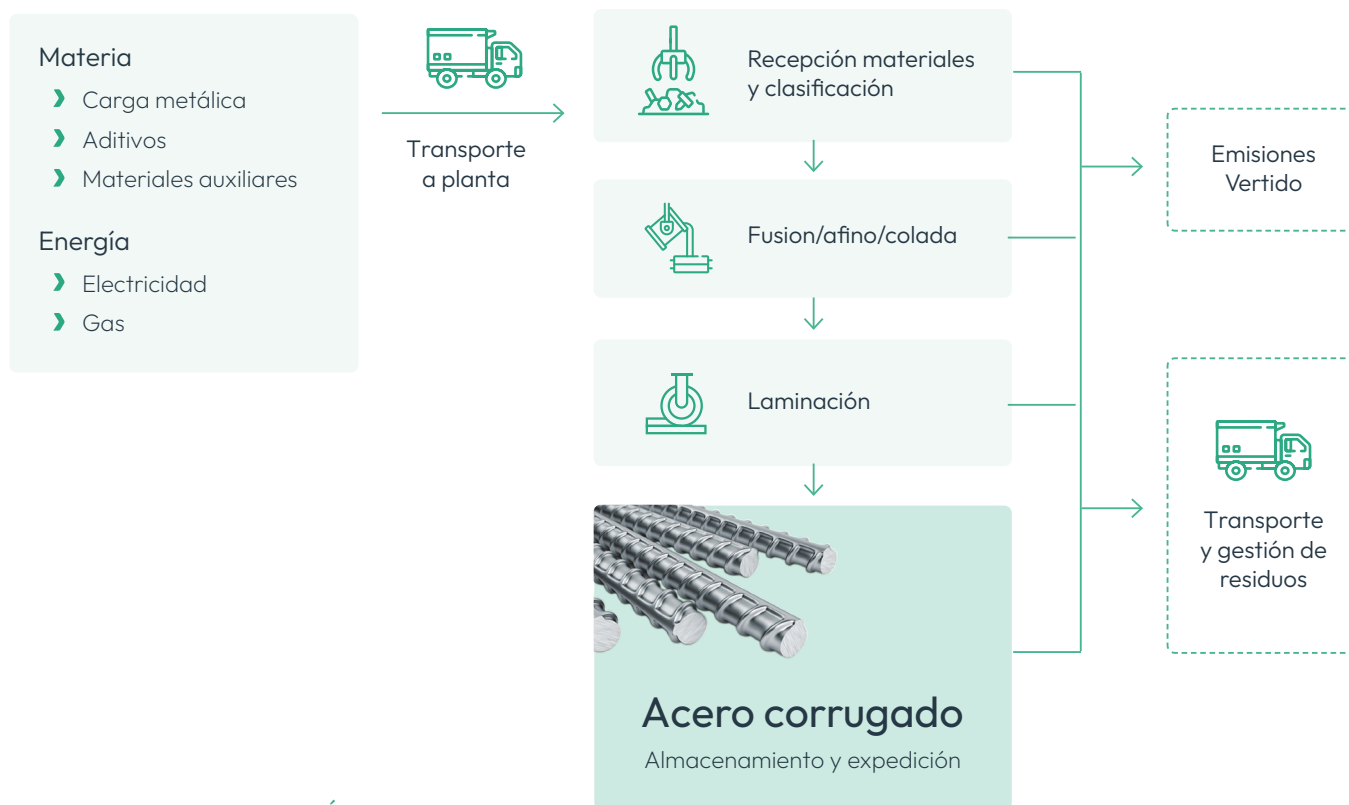 Materia
Carga metálica
Aditivos
Materiales auxiliares
Energía
Electricidad
Gas
Transporte
a planta
Recepción materiales
y clasificación
Fusion/afino/colada
Laminación
Acero corrugado
Almacenamiento y expedición
Emisiones
Vertido
Transporte
y gestión de
residuos